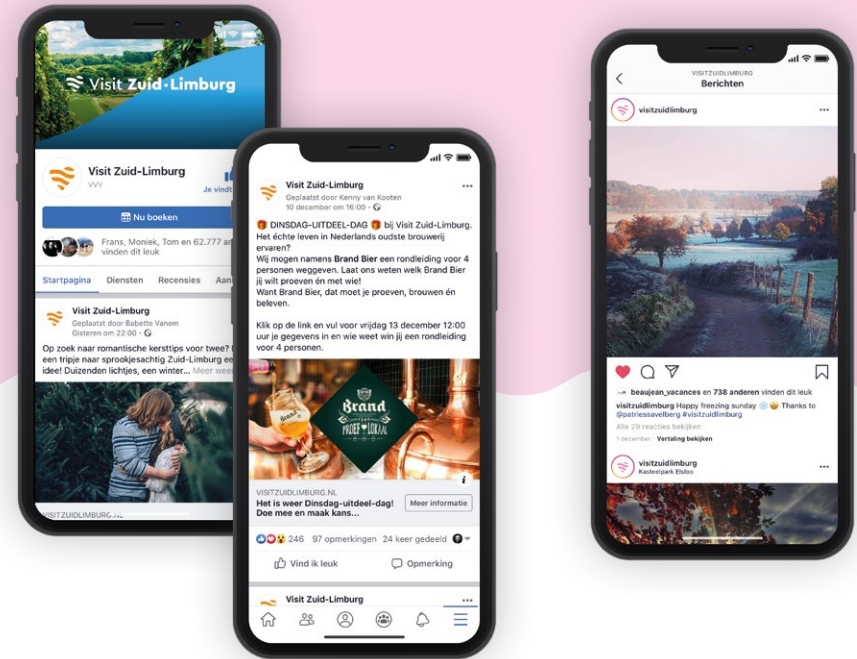 Visit Zuid·Limburg
Visit Zuid-Limburg
VVV
Je vindt
Nu boeken
Frans, Moniek, Tom en 62.777
vinden dit leuk
Startpagina Diensten Recensies
Visit Zuid-Limburg
Geplaatst door Babette Vanom
Gisteren om 22:00 ·
Op zoek naar romantische kersttips voor twee?
een tripje naar sprookjesachtig Zuid-Limburg
idee! Duizenden lichtjes, een winter... Meer
VISITZUIDLIMBURG.NL
Visit Zuid-Limburg
Geplaatst door Kenny van Kooten
10 december om 16:00 ·
🎁 DINSDAG-UITDEEL-DAG 🎁 bij Visit Zuid-Limburg.
Het échte leven in Nederlands oudste brouwerij
ervaren?
Wij mogen namens Brand Bier een rondleiding voor 4
personen weggeven. Laat ons weten welk Brand Bier
jij wilt proeven én met wie!
Want Brand Bier, dat moet je proeven, brouwen én
beleven.
Klik op de link en vul voor vrijdag 13 december 12:00
uur je gegevens in en wie weet win jij een rondleiding
voor 4 personen.
Brand
Brand
PROEF LOKAAL
VISITZUIDLIMBURG.NL
Het is weer Dinsdag-uitdeel-dag!
Doe mee en maak kans...
Meer informatie
246 97 opmerkingen 24 keer gedeeld
Vind ik leuk Opmerking
Visit Zuid-Limburg
VISITZUIDLIMBURG
Berichten
visitzuidlimburg
beaujean_vacances en 738 anderen vinden dit leuk
visitzuidlimburg Happy freezing sunday ❄️ 😁 Thanks to
@patriessavelberg #visitzuidlimburg
Alle 29 reacties bekijken
1 december · Vertaling bekijken
visitzuidlimburg
Kasteelpark Elsloo